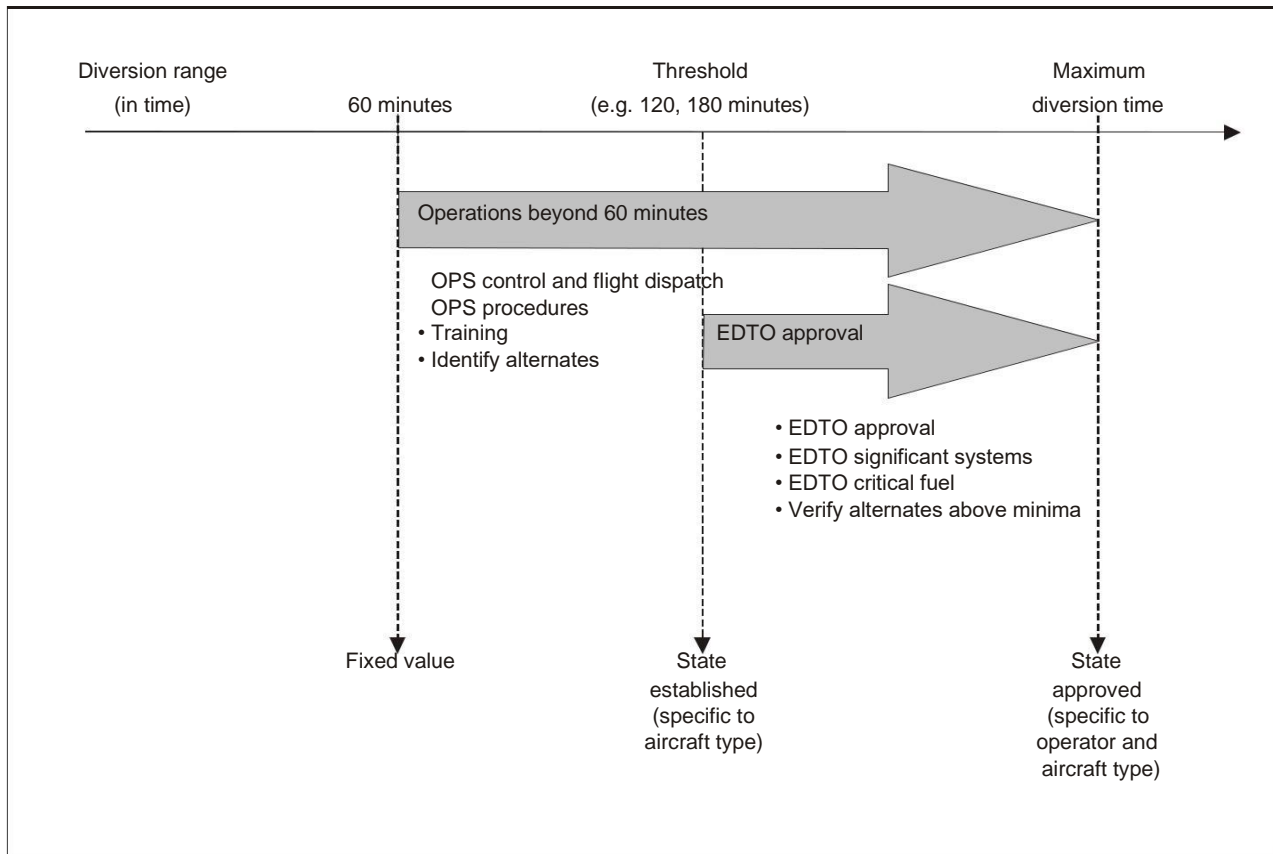 Diversion range
(in time)
60 minutes
Threshold
(e.g. 120, 180 minutes)
Maximum
diversion time
Operations beyond 60 minutes
OPS control and flight dispatch
OPS procedures
• Training
• Identify alternates
EDTO approval
• EDTO approval
• EDTO significant systems
• EDTO critical fuel
• Verify alternates above minima
Fixed value
State
established
(specific to
aircraft type)
State
approved
(specific to
operator and
aircraft type)